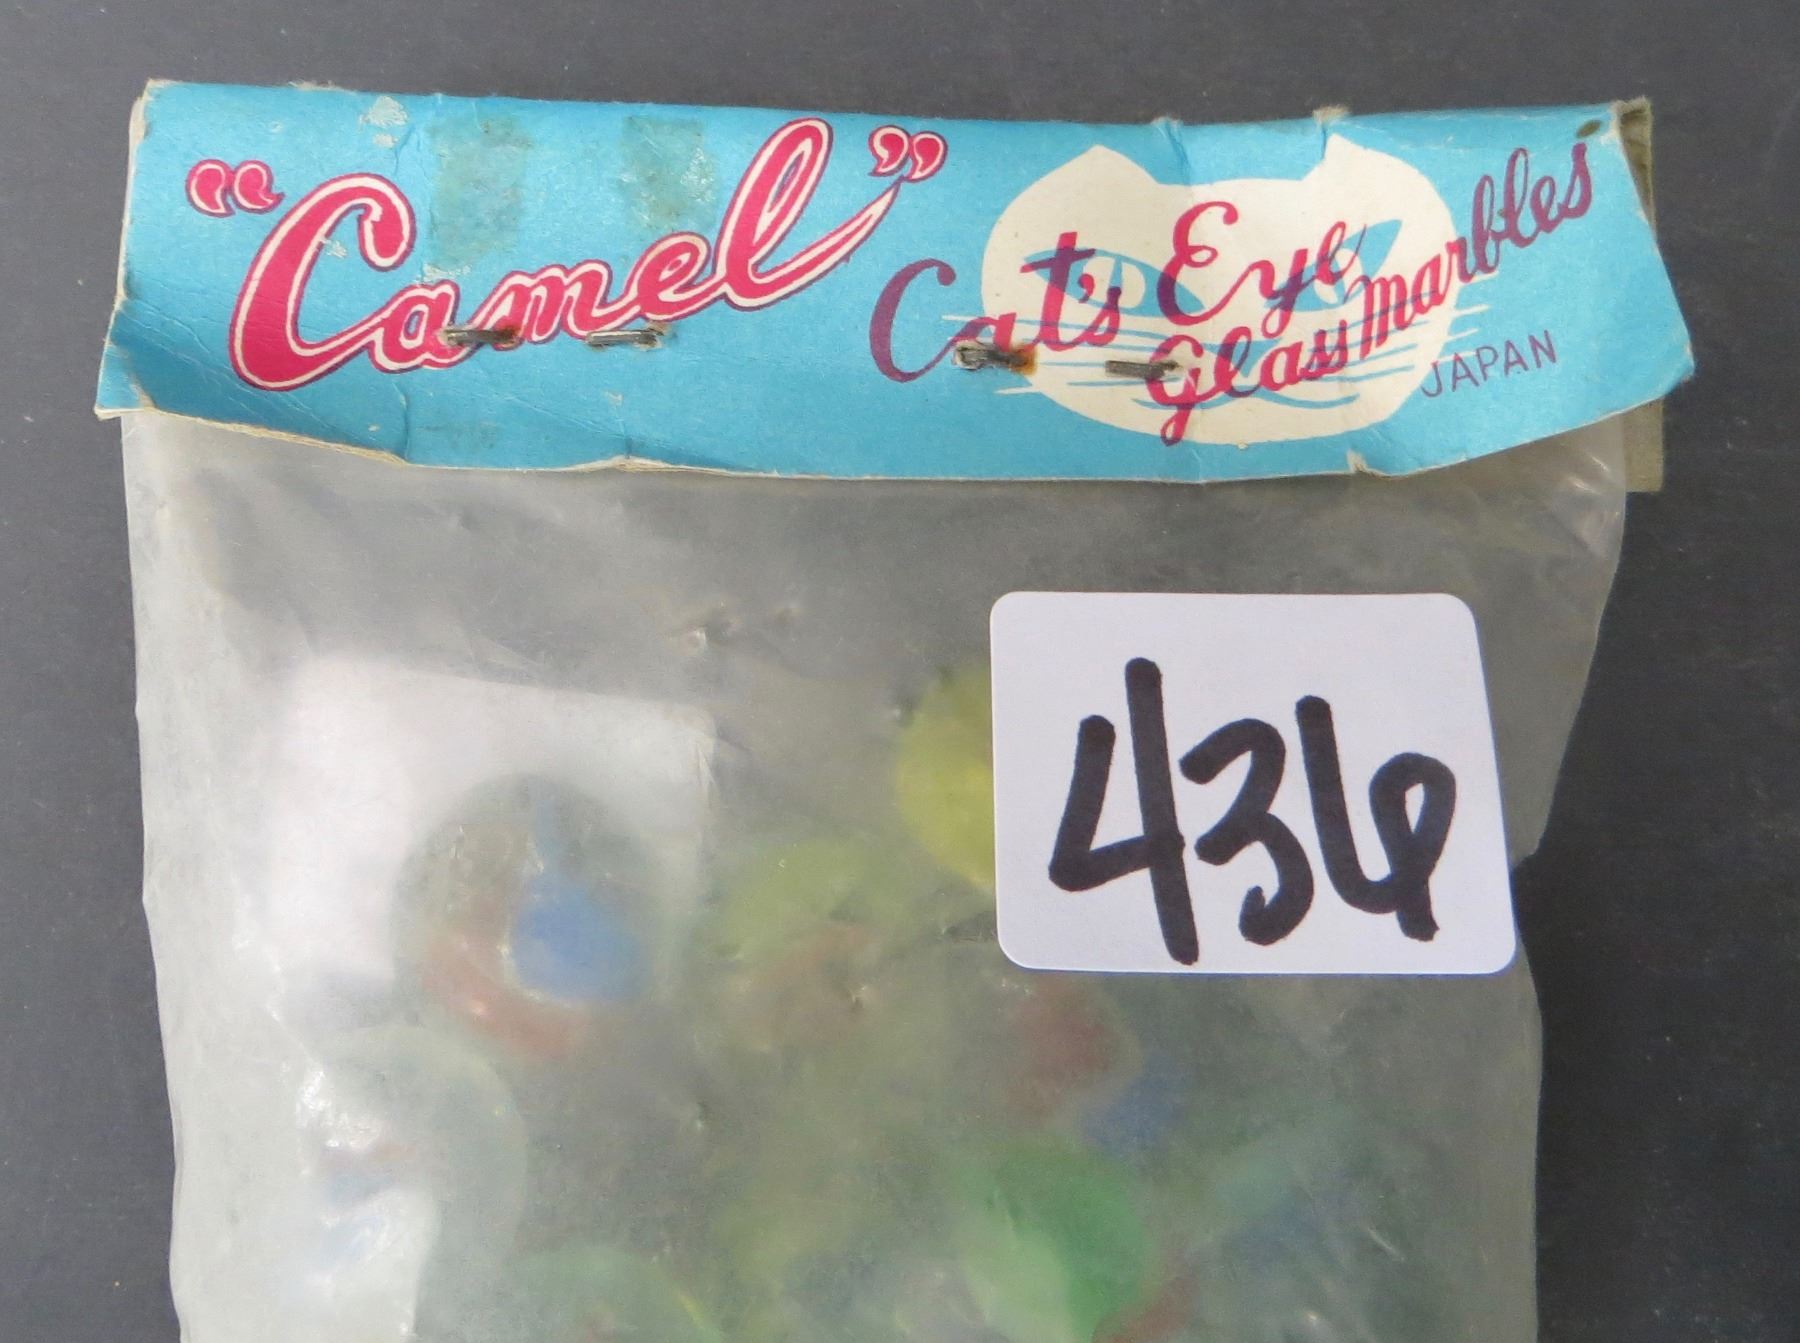 "Camel" Cat's Eye
Glass Marbles
JAPAN
436